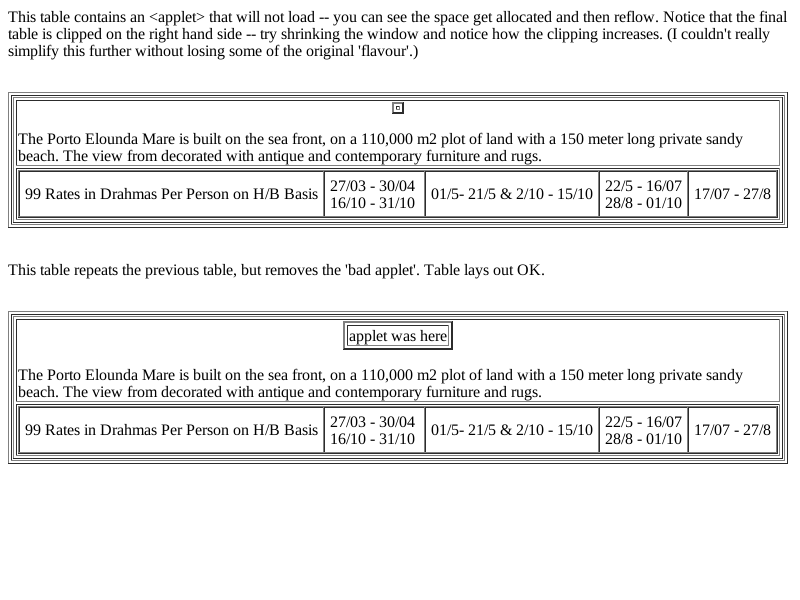 This table contains an <applet> that will not load -- you can see the space get allocated and then reflow. Notice that the final
table is clipped on the right hand side -- try shrinking the window and notice how the clipping increases. (I couldn't really
simplify this further without losing some of the original 'flavour'.)
The Porto Elounda Mare is built on the sea front, on a 110,000 m2 plot of land with a 150 meter long private sandy
beach. The view from decorated with antique and contemporary furniture and rugs.
99 Rates in Drahmas Per Person on H/B Basis
27/03 - 30/04
16/10 - 31/10
01/5- 21/5 & 2/10 - 15/10
22/5 - 16/07
28/8 - 01/10
17/07 - 27/8
This table repeats the previous table, but removes the 'bad applet'. Table lays out OK.
applet was here
The Porto Elounda Mare is built on the sea front, on a 110,000 m2 plot of land with a 150 meter long private sandy
beach. The view from decorated with antique and contemporary furniture and rugs.
99 Rates in Drahmas Per Person on H/B Basis
27/03 - 30/04
16/10 - 31/10
01/5- 21/5 & 2/10 - 15/10
22/5 - 16/07
28/8 - 01/10
17/07 - 27/8